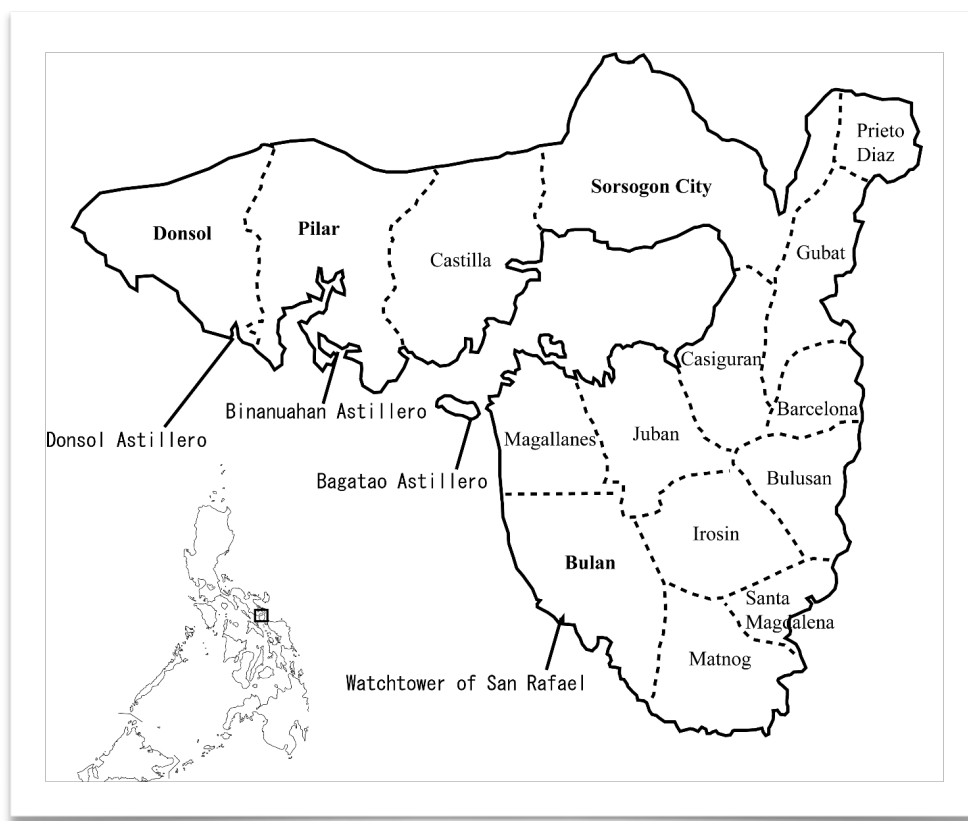 Prieto
Diaz
Sorsogon City
Donsol
Pilar
Castilla
Gubat
Casiguran
Barcelona
Binanuahan Astillero
Donsol Astillero
Magallanes
Juban
Bagatao Astillero
Bulusan
Irosin
Bulan
Santa
Magdalena
Matnog
Watchtower of San Rafael